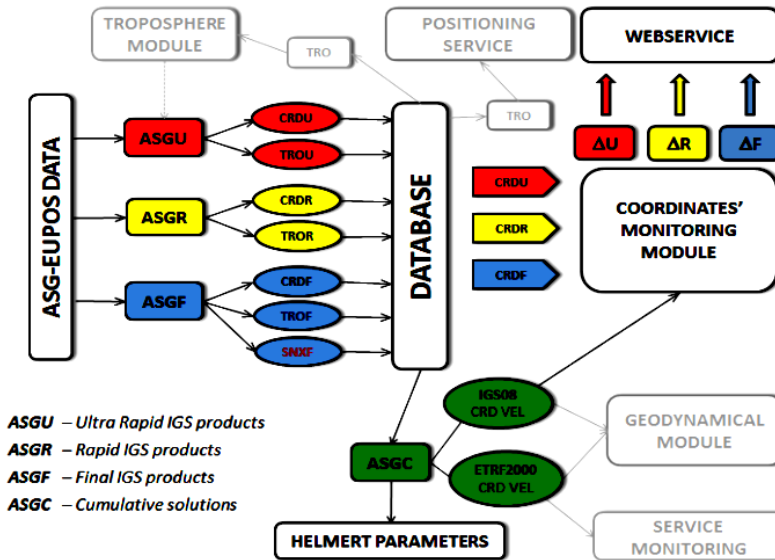 TROPOSPHERE
MODULE
TRO
POSITIONING
SERVICE
TRO
WEBSERVICE
ASG-EUPOS DATA
ASGU
CRDU
TROU
ASGR
CRDR
TROR
ASGF
CRDF
TROF
SNXF
DATABASE
CRDU
CRDR
CRDF
ΔU
ΔR
ΔF
COORDINATES'
MONITORING
MODULE
IGS08
CRD VEL
ETRF2000
CRD VEL
ASGC
GEODYNAMICAL
MODULE
SERVICE
MONITORING
HELMERT PARAMETERS
ASGU – Ultra Rapid IGS products
ASGR – Rapid IGS products
ASGF – Final IGS products
ASGC – Cumulative solutions